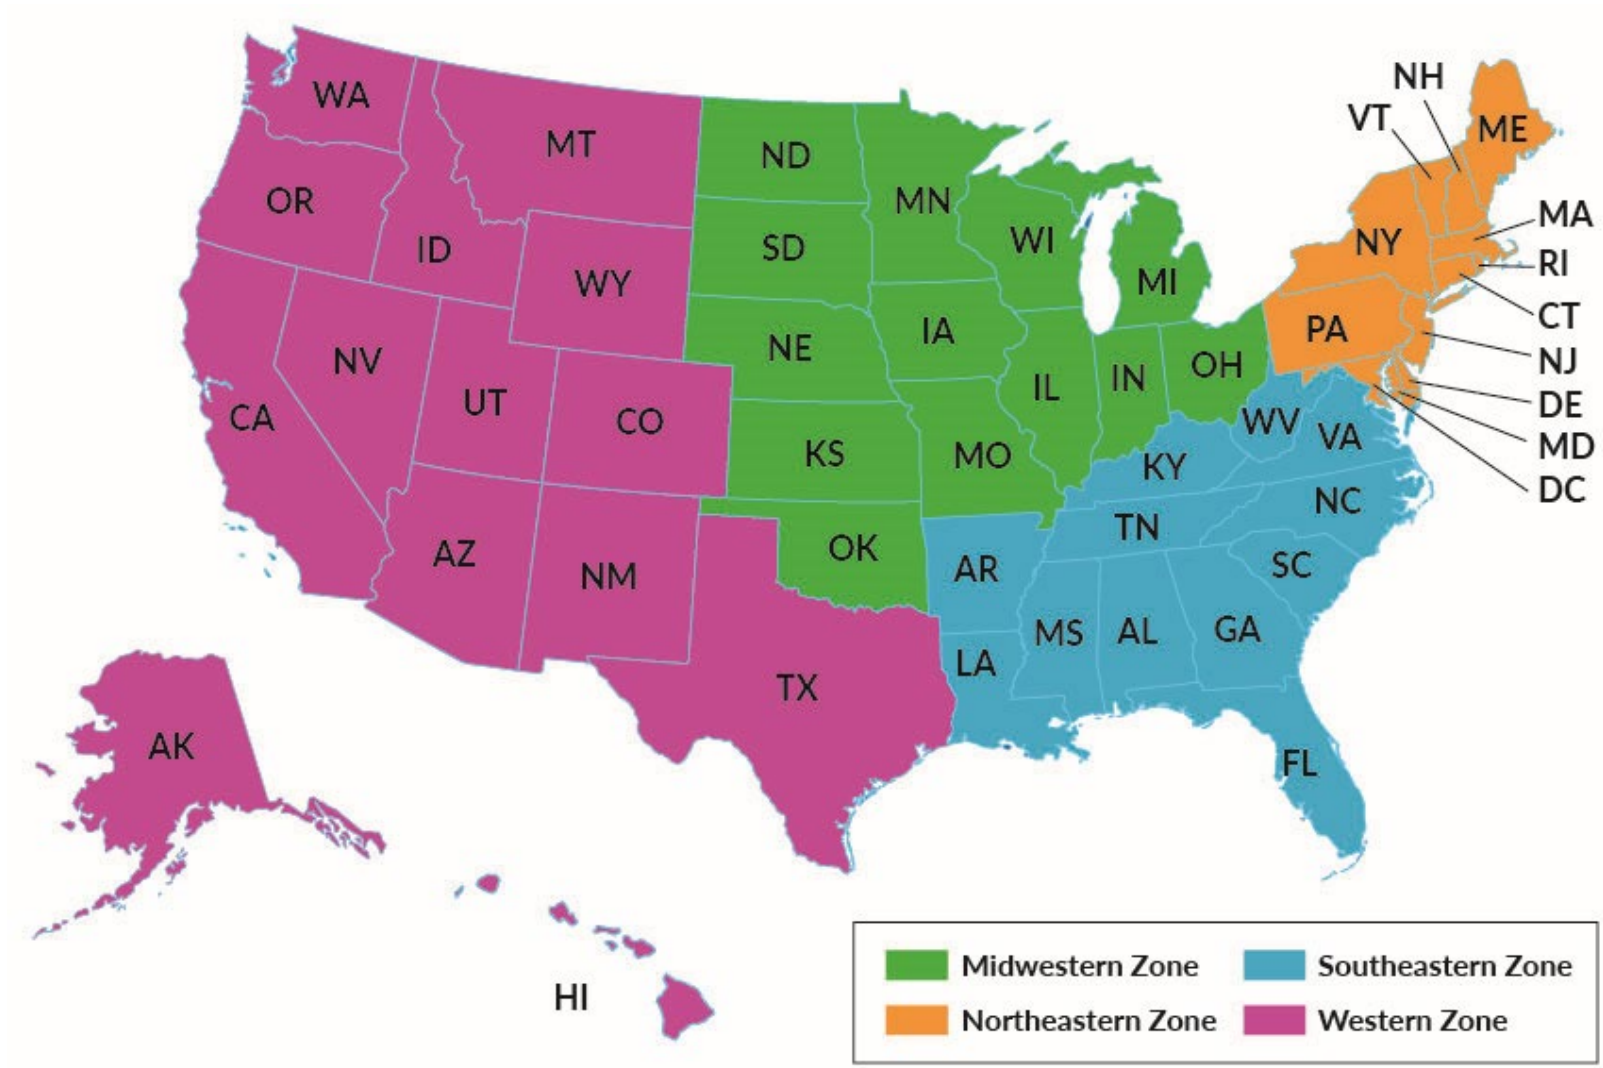 NH
VT
WA
ME
MT
ND
OR
MN
MA
SD
WI
NY
ID
RI
WY
MI
CT
IA
PA
NE
NV
NJ
OH
IN
IL
UT
DE
CA
CO
WV
VA
MD
KS
MO
KY
DC
NC
TN
AZ
OK
AR
SC
NM
MS
AL
GA
LA
TX
AK
FL
HI
Midwestern Zone
Southeastern Zone
Northeastern Zone
Western Zone